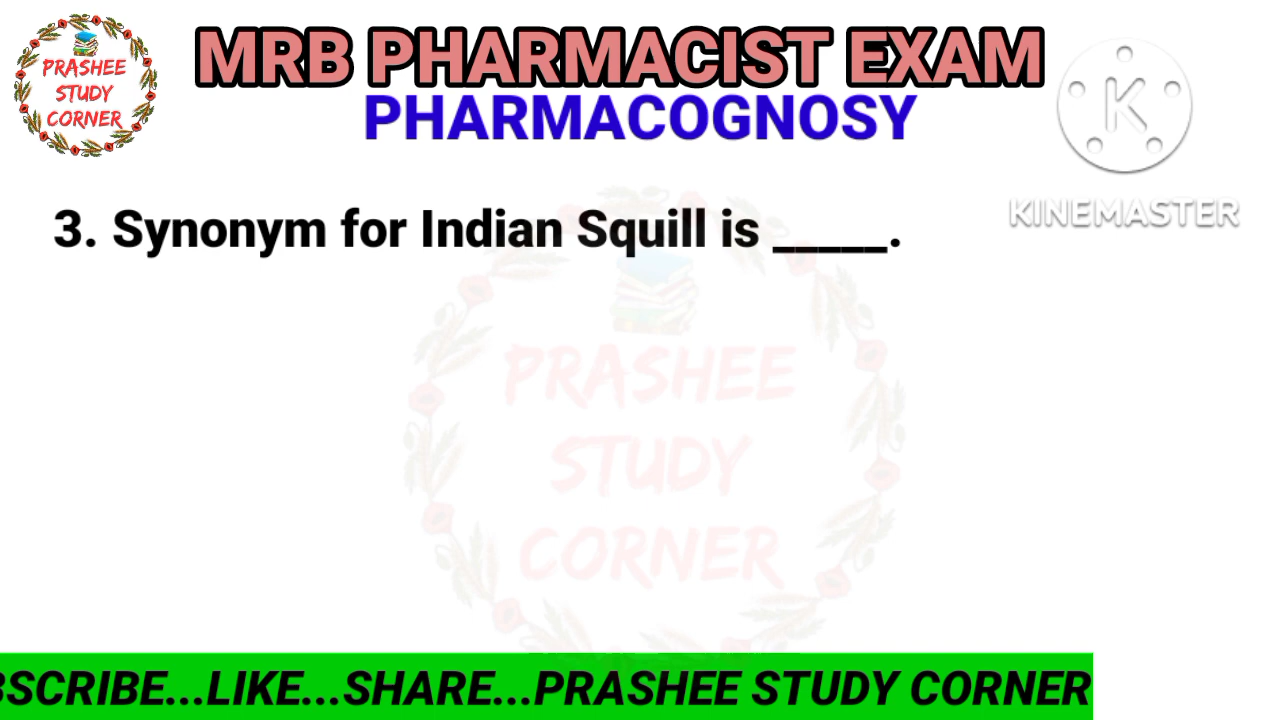 PRASHEE
STUDY
CORNER
MRB PHARMACIST EXAM
PHARMACOGNOSY
K
KINEMASTER
3. Synonym for Indian Squill is _____.
PRASHEE
STUDY
CORNER
BSCRIBE...LIKE...SHARE...PRASHEE STUDY CORNER